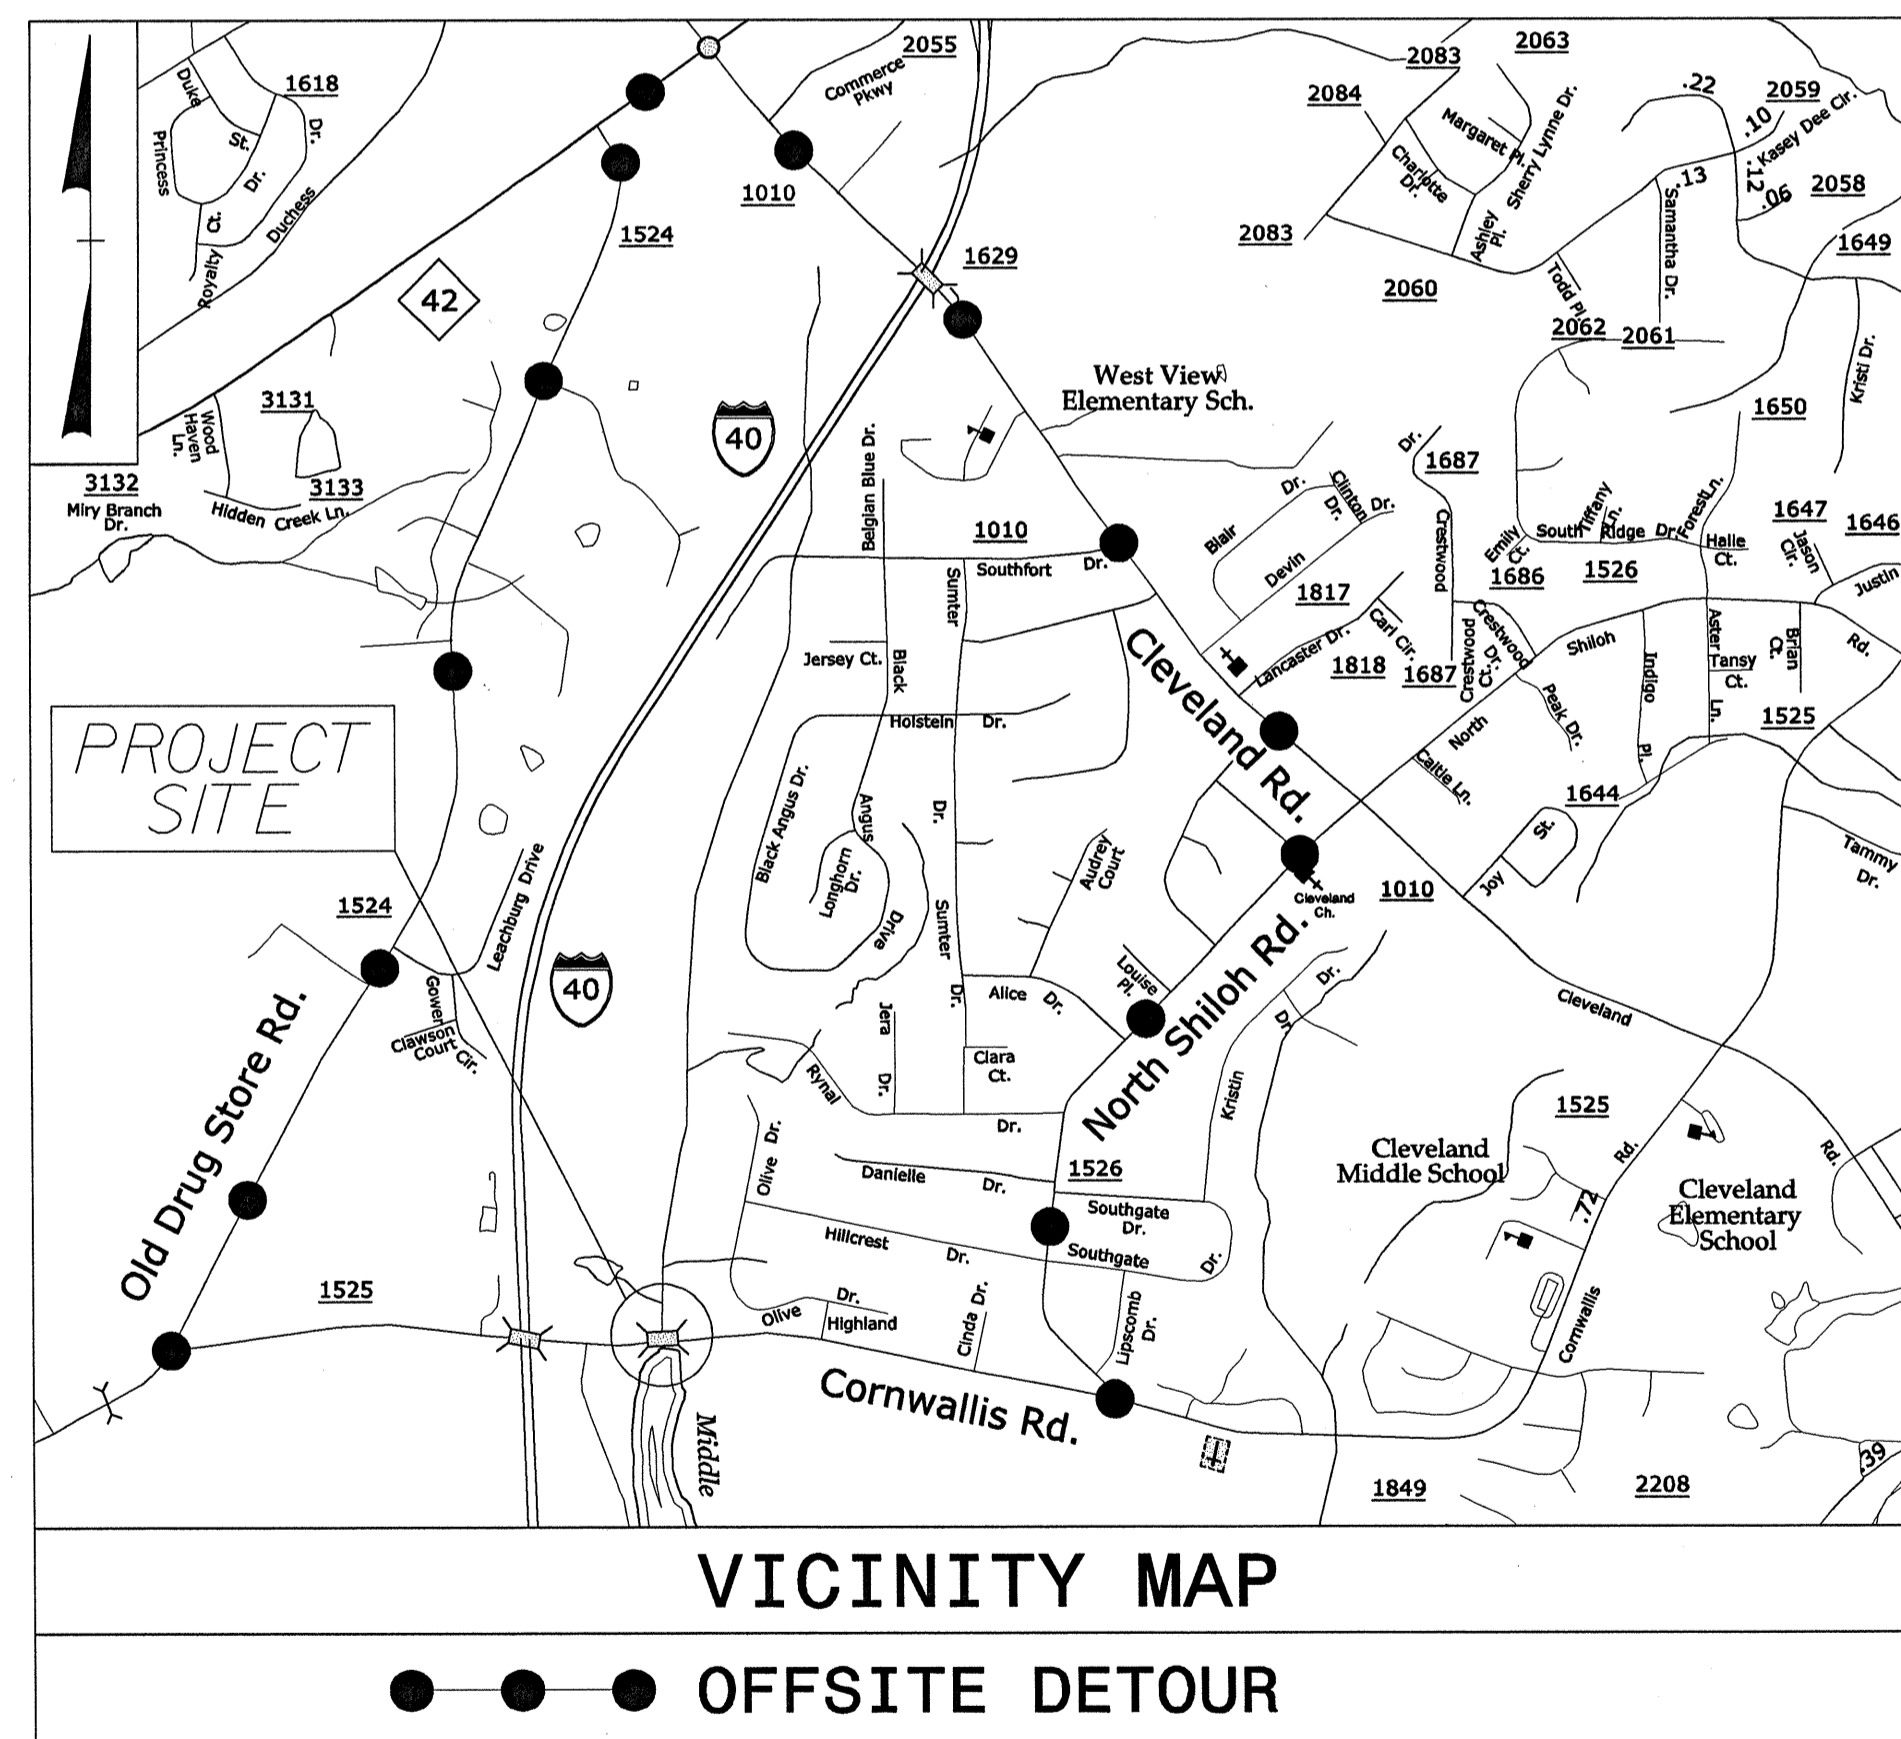 2055
2063
2083
Commerce
Pkwy
1618
Duke
St.
Dr.
Princess
Dr.
Ct.
Royalty
Duchess
2084
.22
2059
.10
Kasey Dee Cir.
Margaret Pl.
Sherry Lynne Dr.
Charlotte
Dr.
.13
.12
.06
2058
1010
1524
2083
Ashley
Pl.
Samantha Dr.
1649
1629
42
2060
Todd Pl.
2062
2061
Kristi Dr.
West View
Elementary Sch.
3131
Wood
Haven
Ln.
40
1650
Dr.
1687
3132
Miry Branch
Dr.
3133
Hidden Creek Ln.
Belgian Blue Dr.
Dr.
Clinton
Dr.
Dr.
Blair
Devin
Crestwood
Tiffany
Ln.
Forest Ln.
1647
1646
1010
Southfort Dr.
Emily
Ct.
South Ridge Dr.
Halle
Ct.
Jason
Cir.
Justin
1686
1526
1817
Sumter
Cleveland Rd.
Lancaster Dr.
Carl Cir.
1818
1687
Crestwood
Ct.
Crestwood
Dr.
Shiloh
Rd.
Indigo
Pl.
Aster
Ln.
Tansy
Ct.
Brian
Ct.
Jersey Ct.
Black
Holstein Dr.
1525
North
Peak Dr.
Caitie Ln.
PROJECT
SITE
Black Angus Dr.
Angus
Drive
Longhorn
Dr.
Dr.
Sumter
Dr.
Audrey
Court
1644
St.
Joy
Tammy
Dr.
1524
Leachburg Drive
Cleveland
Ch.
1010
40
Gower
Cir.
Clawson
Court
Old Drug Store Rd.
Louise
Pl.
North Shiloh Rd.
Alice Dr.
Dr.
Dr.
Cleveland
Jera
Dr.
Clara
Ct.
Rynal
Dr.
Kristin
1525
Rd.
Rd.
Cleveland
Middle School
Cleveland
Elementary
School
.72
Olive Dr.
Danielle Dr.
1526
Southgate
Dr.
Southgate
Dr.
Hillcrest Dr.
1525
Olive
Dr.
Highland
Cinda Dr.
Lipscomb
Dr.
Cornwallis
Cornwallis Rd.
Middle
.39
1849
2208
VICINITY MAP
OFFSITE DETOUR